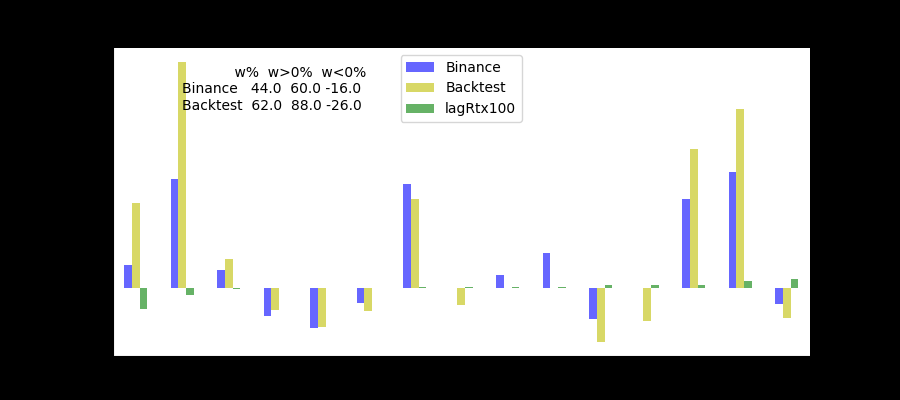 w%  w>0%  w<0%
Binance   44.0  60.0 -16.0
Backtest  62.0  88.0 -26.0
Binance
Backtest
lagRtx100